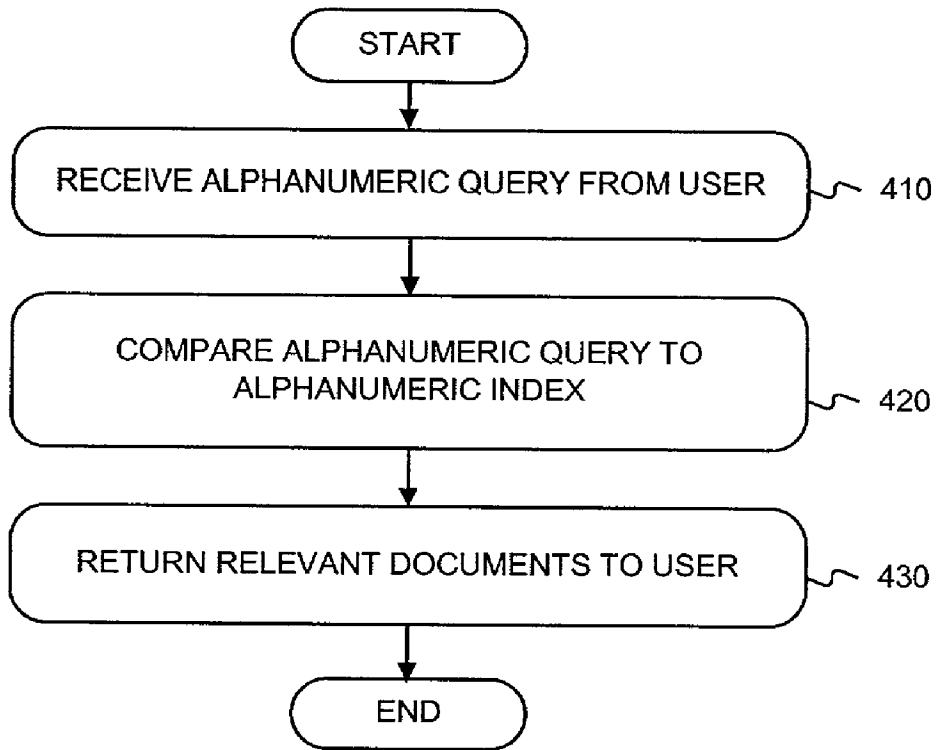 START
RECEIVE ALPHANUMERIC QUERY FROM USER
410
COMPARE ALPHANUMERIC QUERY TO
ALPHANUMERIC INDEX
420
RETURN RELEVANT DOCUMENTS TO USER
430
END